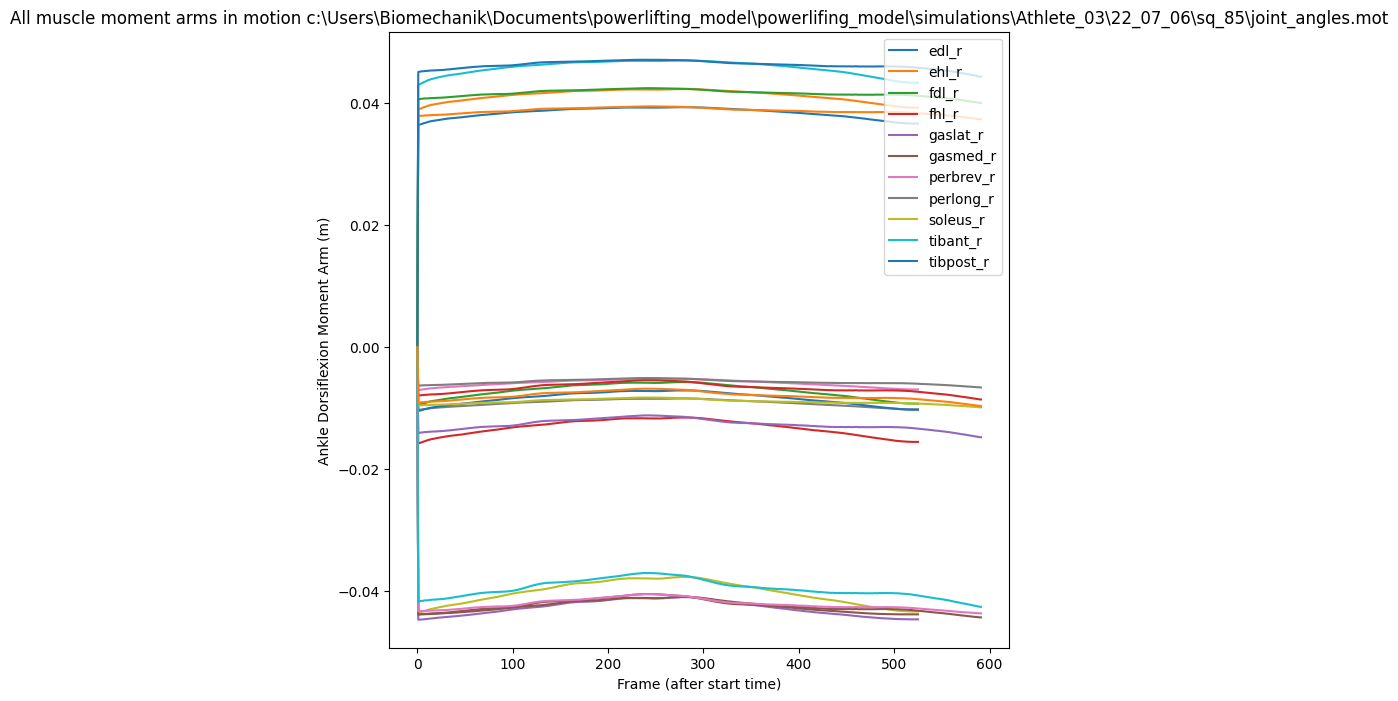 All muscle moment arms in motion c:\Users\Biomechanik\Documents\powerlifting_model\powerlifing_model\simulations\Athlete_03\22_07_06\sq_85\joint_angles.mot
edl_r
ehl_r
fdl_r
fhl_r
gaslat_r
gasmed_r
perbrev_r
perlong_r
soleus_r
tibant_r
tibpost_r
Ankle Dorsiflexion Moment Arm (m)
0.04
0.02
0.00
−0.02
−0.04
0 100 200 300 400 500 600
Frame (after start time)